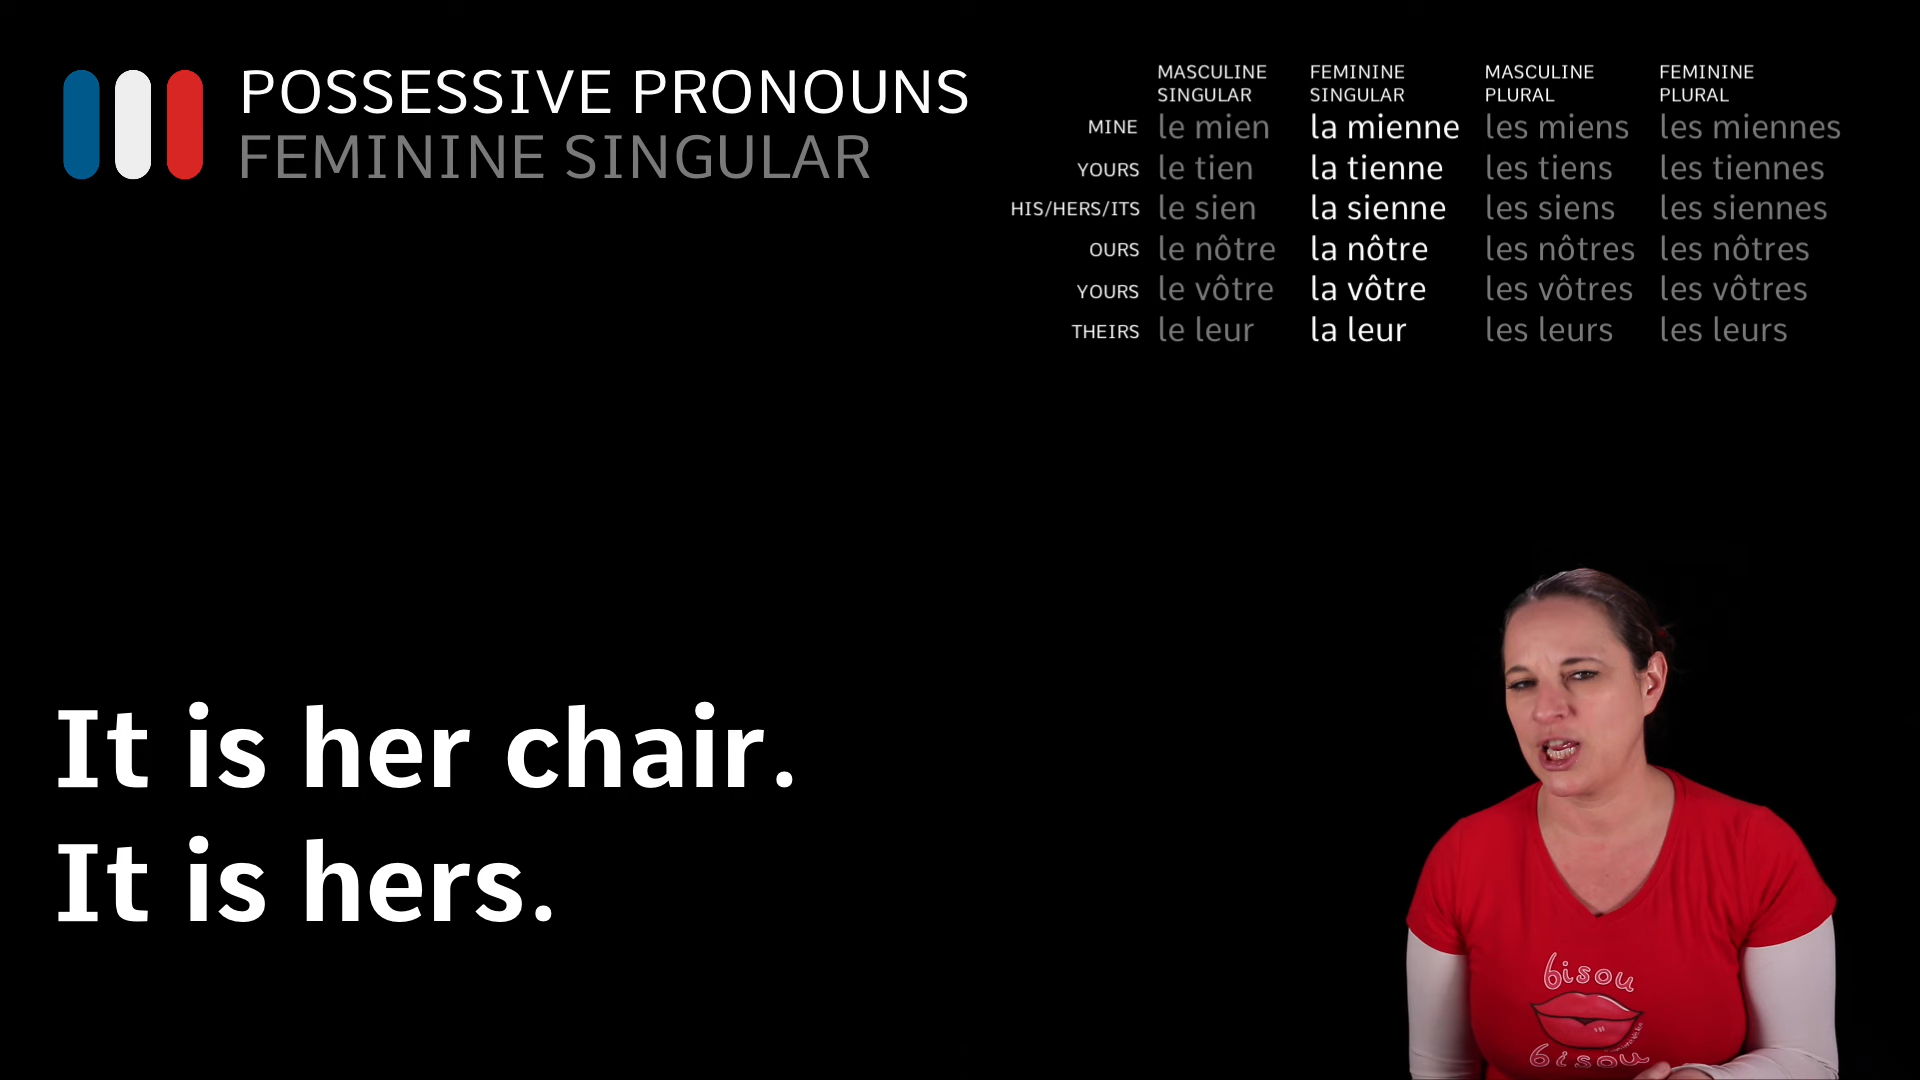 POSSESSIVE PRONOUNS
FEMININE SINGULAR
MASCULINE SINGULAR FEMININE SINGULAR MASCULINE PLURAL FEMININE PLURAL
MINE le mien la mienne les miens les miennes
YOURS le tien la tienne les tiens les tiennes
HIS/HERS/ITS le sien la sienne les siens les siennes
OURS le nôtre la nôtre les nôtres les nôtres
YOURS le vôtre la vôtre les vôtres les vôtres
THEIRS le leur la leur les leurs les leurs
It is her chair.
It is hers.
bisou
bisou